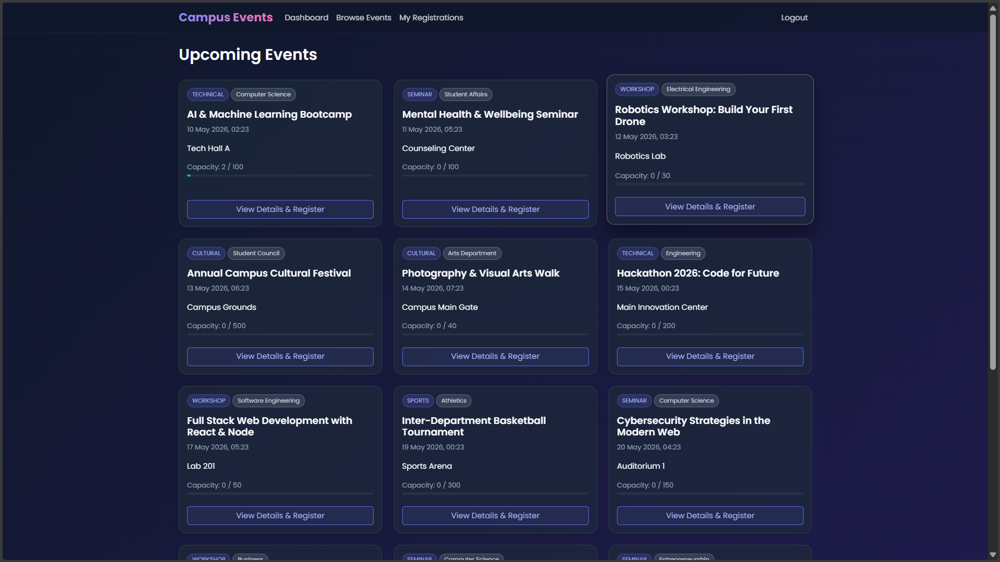 Campus Events
Dashboard
Browse Events
My Registrations
Logout
Upcoming Events
TECHNICAL
Computer Science
AI & Machine Learning Bootcamp
10 May 2026, 02:23
Tech Hall A
Capacity: 2 / 100
View Details & Register
SEMINAR
Student Affairs
Mental Health & Wellbeing Seminar
11 May 2026, 05:23
Counseling Center
Capacity: 0 / 100
View Details & Register
WORKSHOP
Electrical Engineering
Robotics Workshop: Build Your First
Drone
12 May 2026, 03:23
Robotics Lab
Capacity: 0 / 30
View Details & Register
CULTURAL
Student Council
Annual Campus Cultural Festival
13 May 2026, 06:23
Campus Grounds
Capacity: 0 / 500
View Details & Register
CULTURAL
Arts Department
Photography & Visual Arts Walk
14 May 2026, 07:23
Campus Main Gate
Capacity: 0 / 40
View Details & Register
TECHNICAL
Engineering
Hackathon 2026: Code for Future
15 May 2026, 00:23
Main Innovation Center
Capacity: 0 / 200
View Details & Register
WORKSHOP
Software Engineering
Full Stack Web Development with
React & Node
17 May 2026, 05:23
Lab 201
Capacity: 0 / 50
View Details & Register
SPORTS
Athletics
Inter-Department Basketball
Tournament
19 May 2026, 00:23
Sports Arena
Capacity: 0 / 300
View Details & Register
SEMINAR
Computer Science
Cybersecurity Strategies in the
Modern Web
20 May 2026, 04:23
Auditorium 1
Capacity: 0 / 150
View Details & Register
WORKSHOP
Business
SEMINAR
Computer Science
SEMINAR
Entrepreneurship